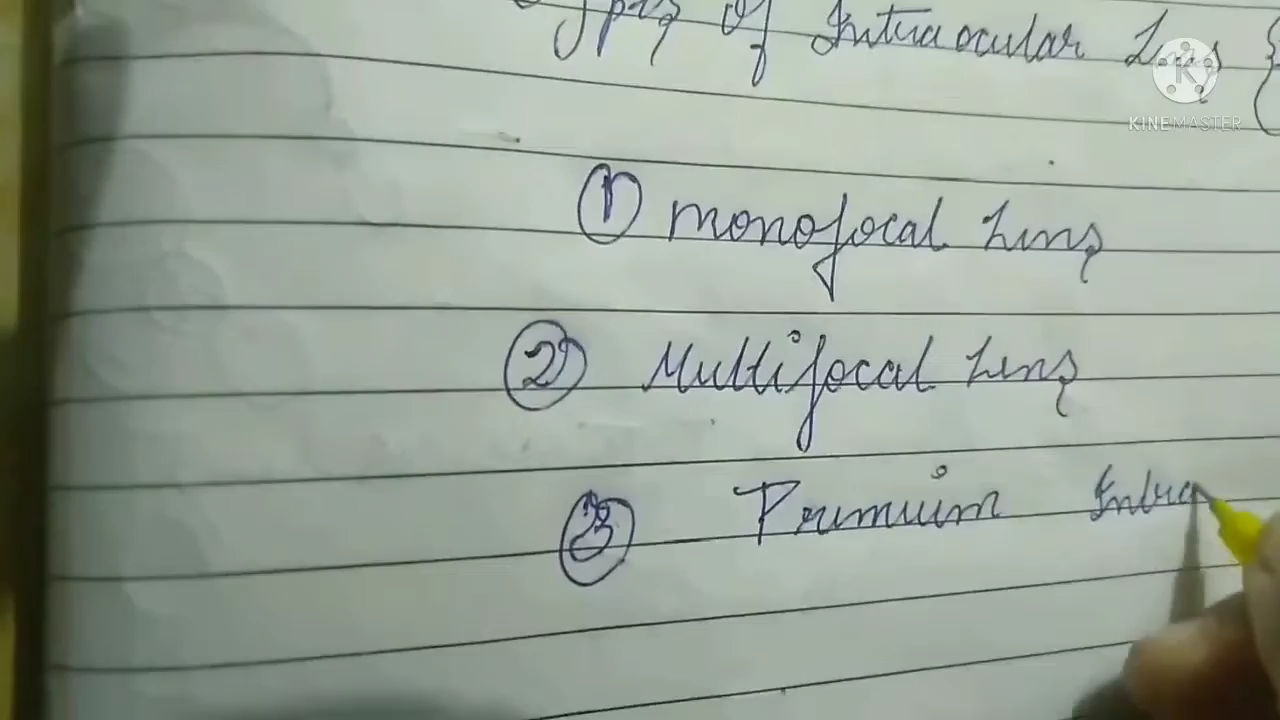 Types Of Intraocular Lens {
KINEMASTER
① Monofocal Lens
② Multifocal Lens
③ Premium Intra